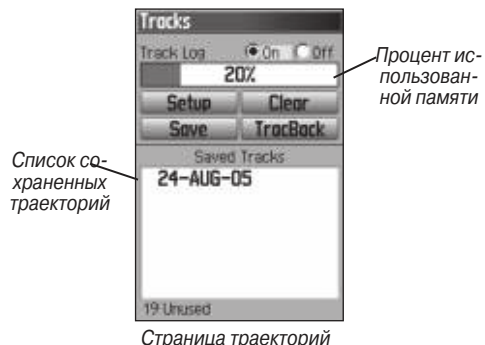 Tracks
Track Log On Off
20%
Setup Clear
Save TracBack
Saved Tracks
24-AUG-05
19 Unused
Процент ис-
пользован-
ной памяти
Список со-
храненных
траекторий
Страница траекторий